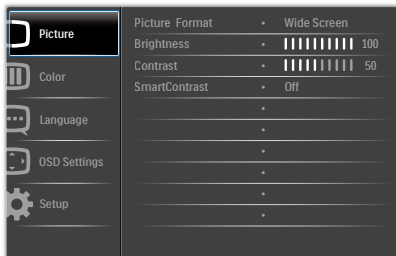 Picture
Color
Language
OSD Settings
Setup
Picture Format • Wide Screen
Brightness • 100
Contrast • 50
SmartContrast • Off
•
•
•
•
•
•